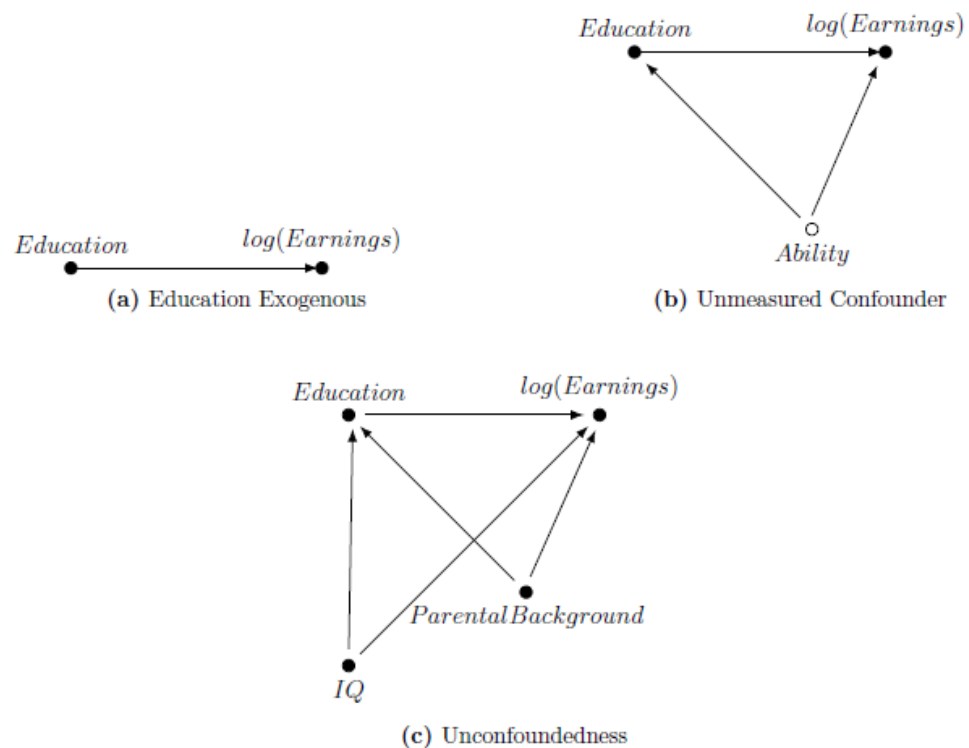 Education log(Earnings)
Ability
(b) Unmeasured Confounder
Education log(Earnings)
(a) Education Exogenous
Education log(Earnings)
ParentalBackground
IQ
(c) Unconfoundedness